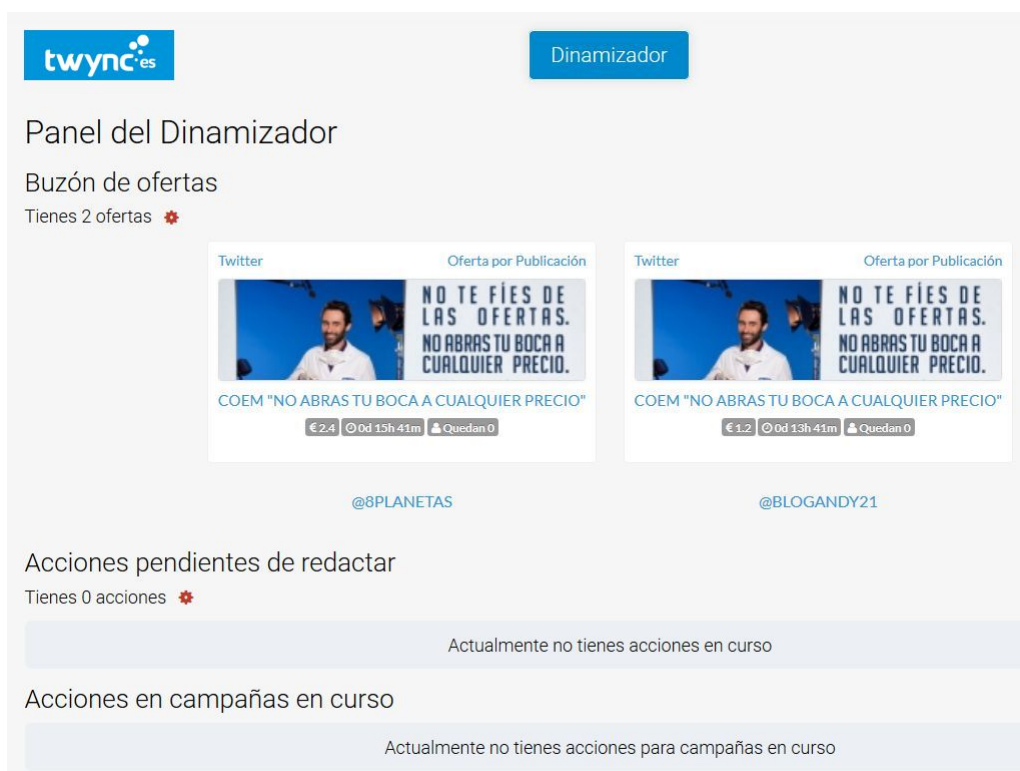 twync.es
Dinamizador
Panel del Dinamizador
Buzón de ofertas
Tienes 2 ofertas
Twitter Oferta por Publicación
NO TE FÍES DE
LAS OFERTAS.
NO ABRAS TU BOCA A
CUALQUIER PRECIO.
COEM "NO ABRAS TU BOCA A CUALQUIER PRECIO"
€ 2.4 0d 15h 41m Quedan 0
@8PLANETAS
Twitter Oferta por Publicación
NO TE FÍES DE
LAS OFERTAS.
NO ABRAS TU BOCA A
CUALQUIER PRECIO.
COEM "NO ABRAS TU BOCA A CUALQUIER PRECIO"
€ 1.2 0d 13h 41m Quedan 0
@BLOGANDY21
Acciones pendientes de redactar
Tienes 0 acciones
Actualmente no tienes acciones en curso
Acciones en campañas en curso
Actualmente no tienes acciones para campañas en curso